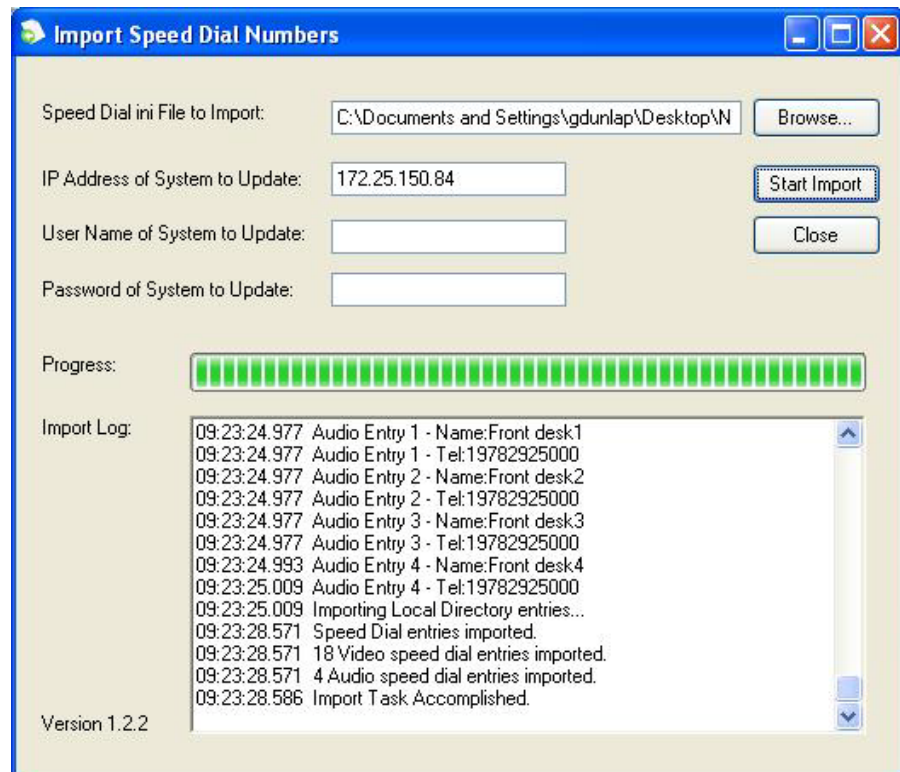 Import Speed Dial Numbers
Speed Dial ini File to Import:
C:\Documents and Settings\gdunlap\Desktop\N
Browse...
IP Address of System to Update:
172.25.150.84
Start Import
User Name of System to Update:
Close
Password of System to Update:
Progress:
Import Log:
09:23:24.977 Audio Entry 1 - Name:Front desk1
09:23:24.977 Audio Entry 1 - Tel:19782925000
09:23:24.977 Audio Entry 2 - Name:Front desk2
09:23:24.977 Audio Entry 2 - Tel:19782925000
09:23:24.977 Audio Entry 3 - Name:Front desk3
09:23:24.977 Audio Entry 3 - Tel:19782925000
09:23:24.993 Audio Entry 4 - Name:Front desk4
09:23:25.009 Audio Entry 4 - Tel:19782925000
09:23:25.009 Importing Local Directory entries...
09:23:28.571 Speed Dial entries imported.
09:23:28.571 18 Video speed dial entries imported.
09:23:28.571 4 Audio speed dial entries imported.
09:23:28.586 Import Task Accomplished.
Version 1.2.2